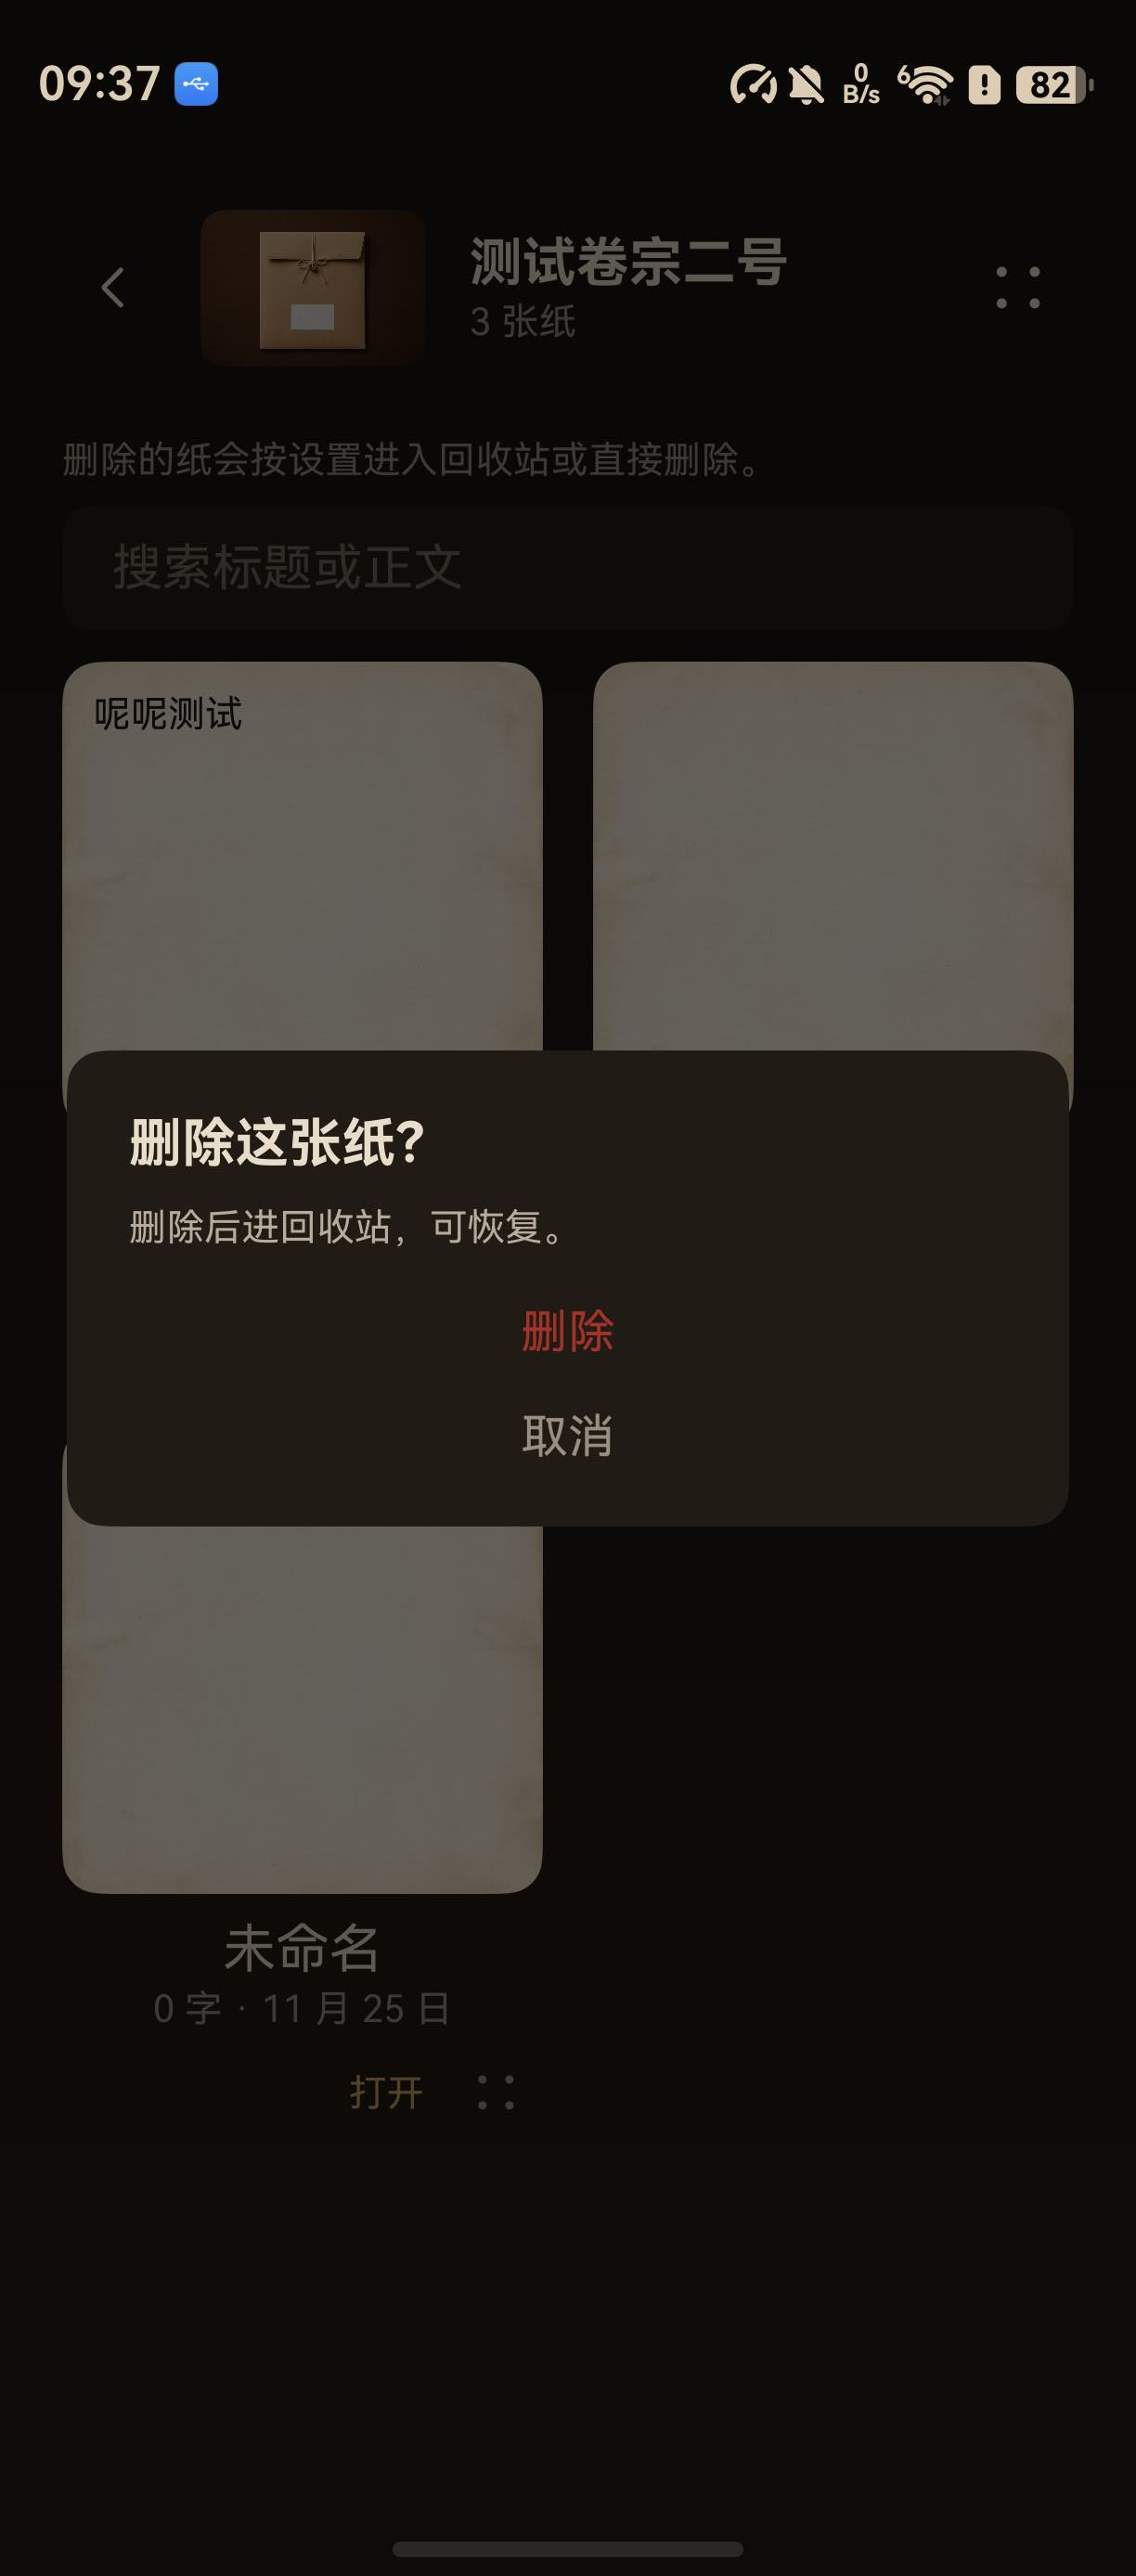 09:37
0
B/s
6
82
测试卷宗二号
3 张纸
删除的纸会按设置进入回收站或直接删除。
搜索标题或正文
呢呢测试
删除这张纸?
删除后进回收站，可恢复。
删除
取消
未命名
0 字 · 11 月 25 日
打开